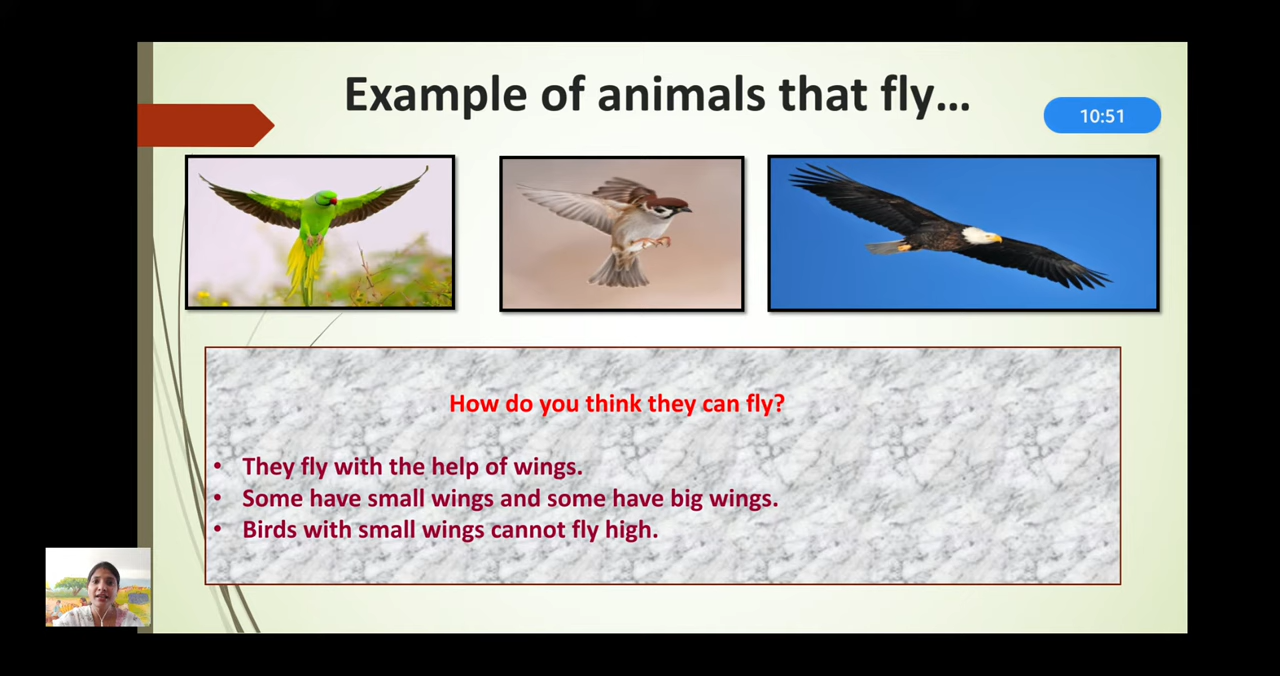 Example of animals that fly...
10:51
How do you think they can fly?
• They fly with the help of wings.
• Some have small wings and some have big wings.
• Birds with small wings cannot fly high.